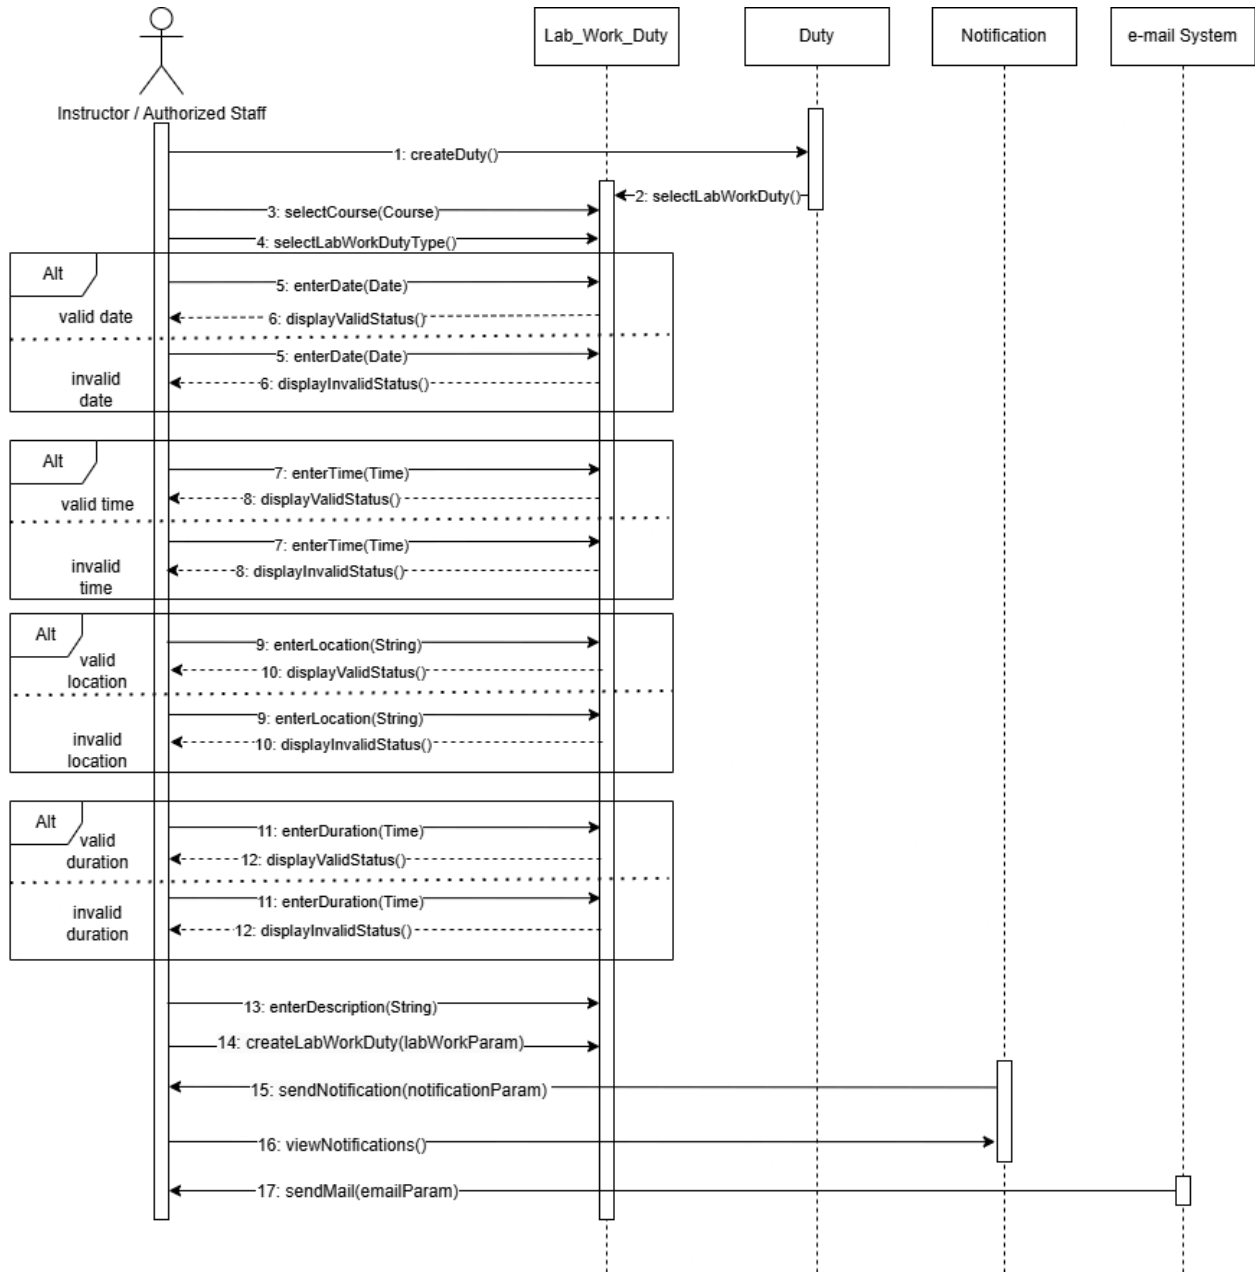 Lab_Work_Duty
Duty
Notification
e-mail System
Instructor / Authorized Staff
1: createDuty()
2: selectLabWorkDuty()
3: selectCourse(Course)
4: selectLabWorkDutyType()
Alt
5: enterDate(Date)
valid date
6: displayValidStatus()
5: enterDate(Date)
invalid
date
6: displayInvalidStatus()
Alt
7: enterTime(Time)
valid time
8: displayValidStatus()
7: enterTime(Time)
invalid
time
8: displayInvalidStatus()
Alt
9: enterLocation(String)
valid
location
10: displayValidStatus()
9: enterLocation(String)
invalid
location
10: displayInvalidStatus()
Alt
11: enterDuration(Time)
valid
duration
12: displayValidStatus()
11: enterDuration(Time)
invalid
duration
12: displayInvalidStatus()
13: enterDescription(String)
14: createLabWorkDuty(labWorkParam)
15: sendNotification(notificationParam)
16: viewNotifications()
17: sendMail(emailParam)